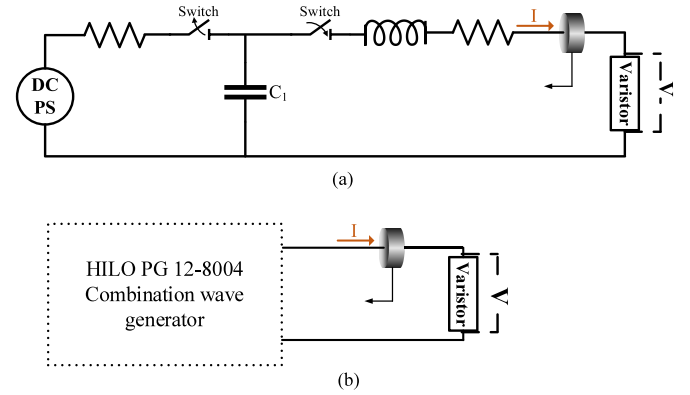 Switch
Switch
I
DC
PS
C1
Varistor
V
(a)
I
HILO PG 12-8004
Combination wave
generator
Varistor
V
(b)